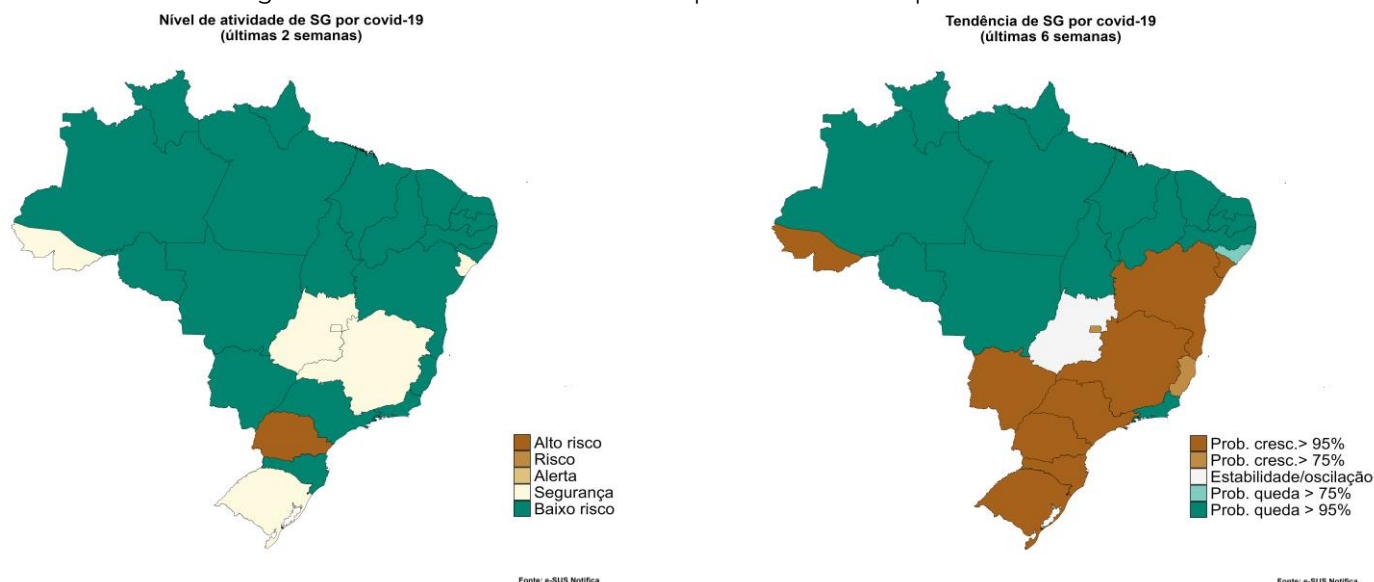 Nível de atividade de SG por covid-19
(últimas 2 semanas)
Alto risco
Risco
Alerta
Segurança
Baixo risco
Fonte: e-SUS Notifica
Tendência de SG por covid-19
(últimas 6 semanas)
Prob. cresc.> 95%
Prob. cresc.> 75%
Estabilidade/oscilação
Prob. queda > 75%
Prob. queda > 95%
Fonte: e-SUS Notifica